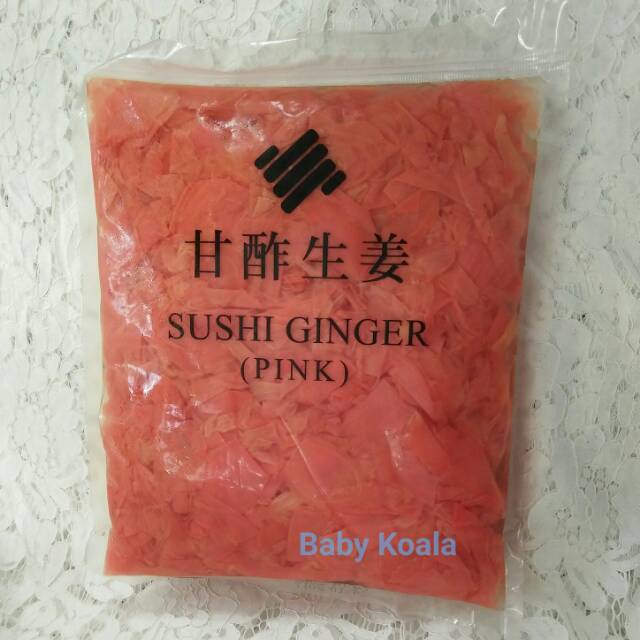 甘酢生姜
SUSHI GINGER
(PINK)
Baby Koala